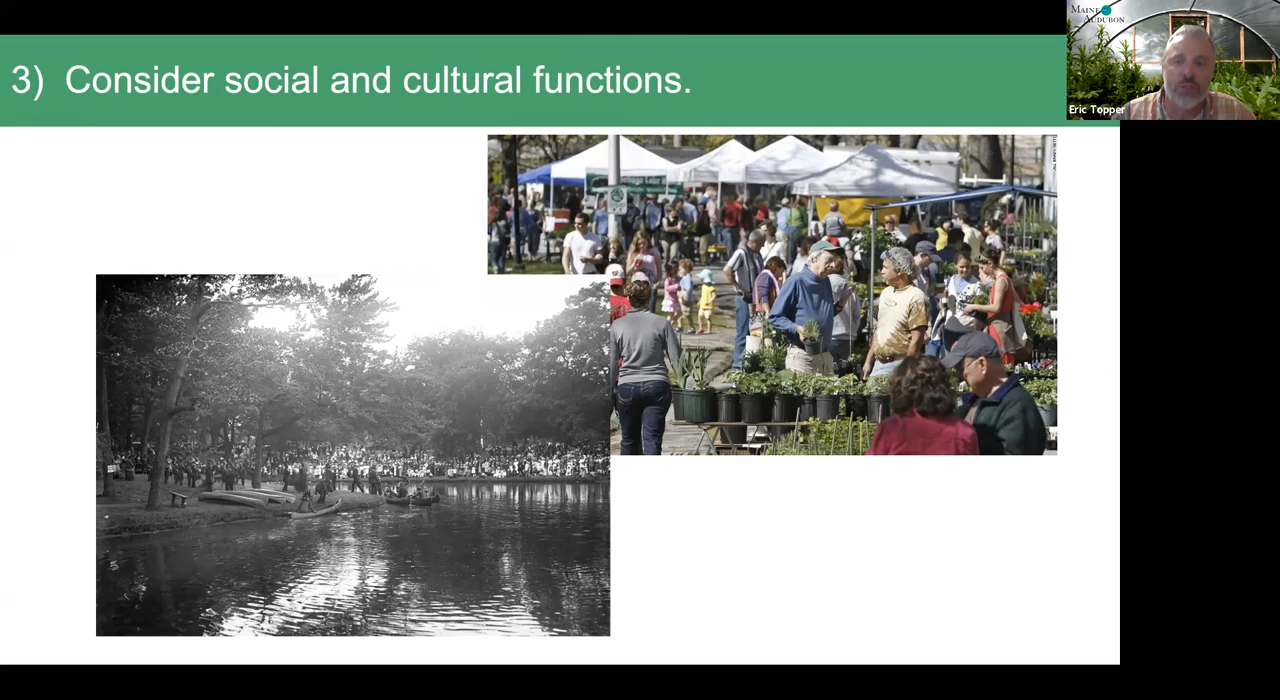 3) Consider social and cultural functions.
MAINE
AUDUBON
Eric Topper